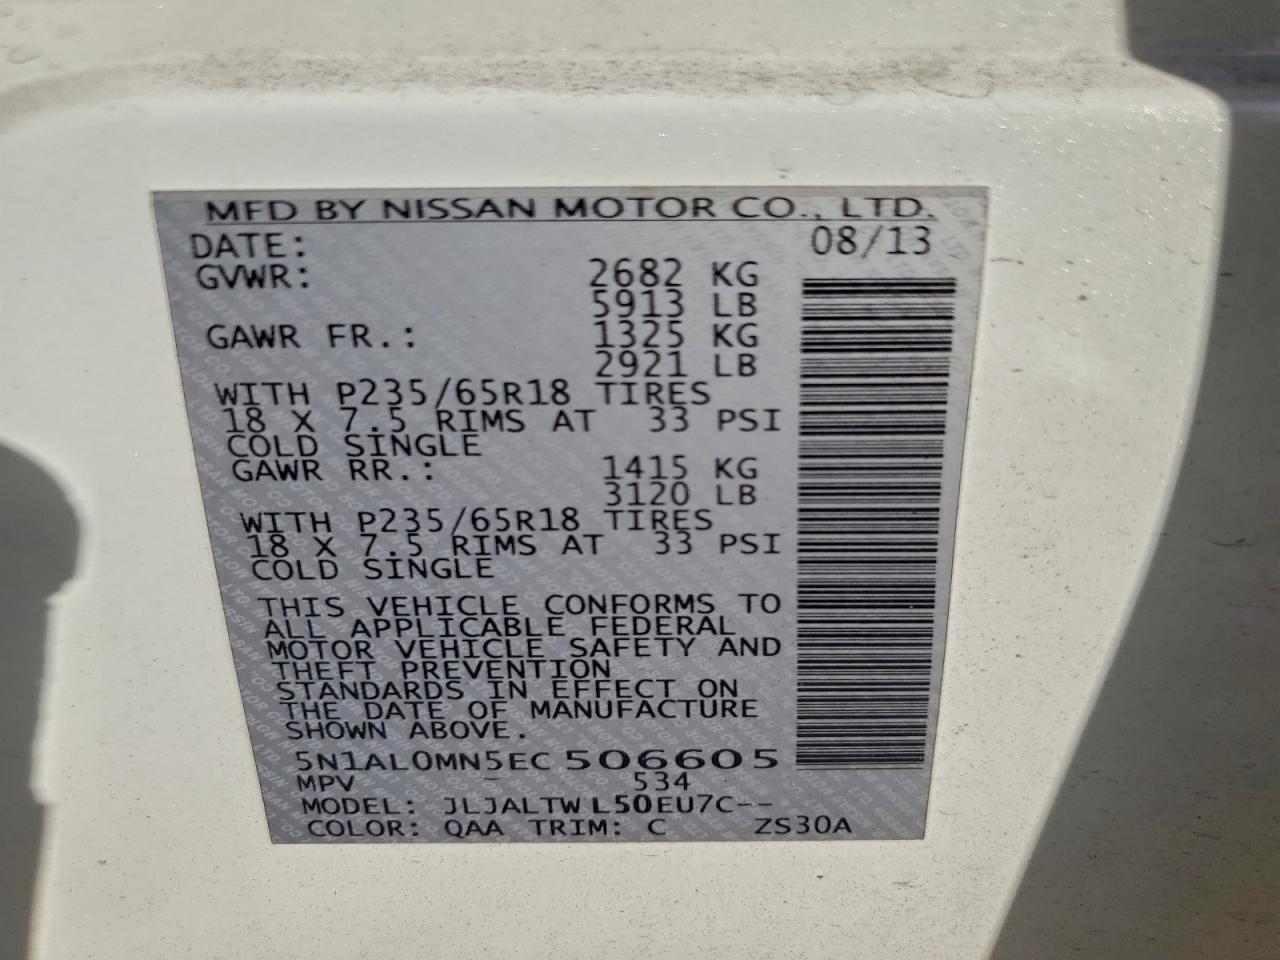 MFD BY NISSAN MOTOR CO., LTD.
DATE: 08/13
GVWR: 2682 KG
5913 LB
GAWR FR.: 1325 KG
2921 LB
WITH P235/65R18 TIRES
18 X 7.5 RIMS AT 33 PSI
COLD SINGLE
GAWR RR.: 1415 KG
3120 LB
WITH P235/65R18 TIRES
18 X 7.5 RIMS AT 33 PSI
COLD SINGLE
THIS VEHICLE CONFORMS TO
ALL APPLICABLE FEDERAL
MOTOR VEHICLE SAFETY AND
THEFT PREVENTION
STANDARDS IN EFFECT ON
THE DATE OF MANUFACTURE
SHOWN ABOVE.
5N1AL0MN5EC506605
MPV 534
MODEL: JLJALTWL50EU7C--
COLOR: QAA TRIM: C ZS30A